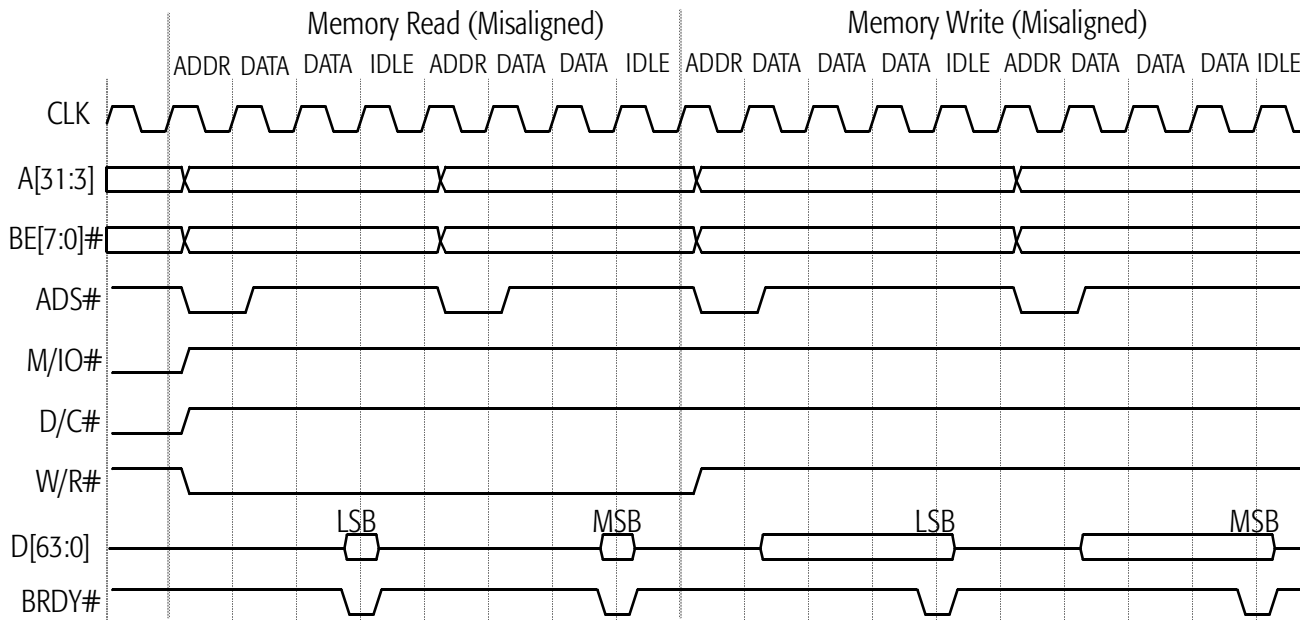 Memory Read (Misaligned) Memory Write (Misaligned)
ADDR DATA DATA IDLE ADDR DATA DATA IDLE ADDR DATA DATA DATA IDLE ADDR DATA DATA DATA IDLE
CLK
A[31:3]
BE[7:0]#
ADS#
M/IO#
D/C#
W/R#
LSB MSB LSB MSB
D[63:0]
BRDY#